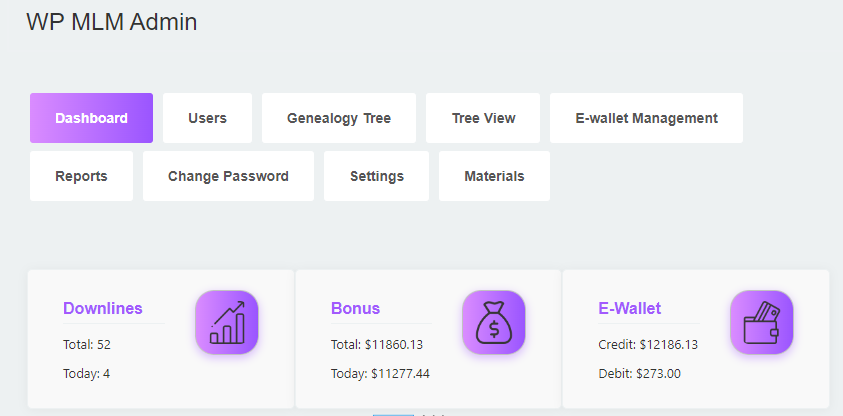 WP MLM Admin
Dashboard Users Genealogy Tree Tree View E-wallet Management
Reports Change Password Settings Materials
Downlines
Total: 52
Today: 4
Bonus
Total: $11860.13
Today: $11277.44
E-Wallet
Credit: $12186.13
Debit: $273.00